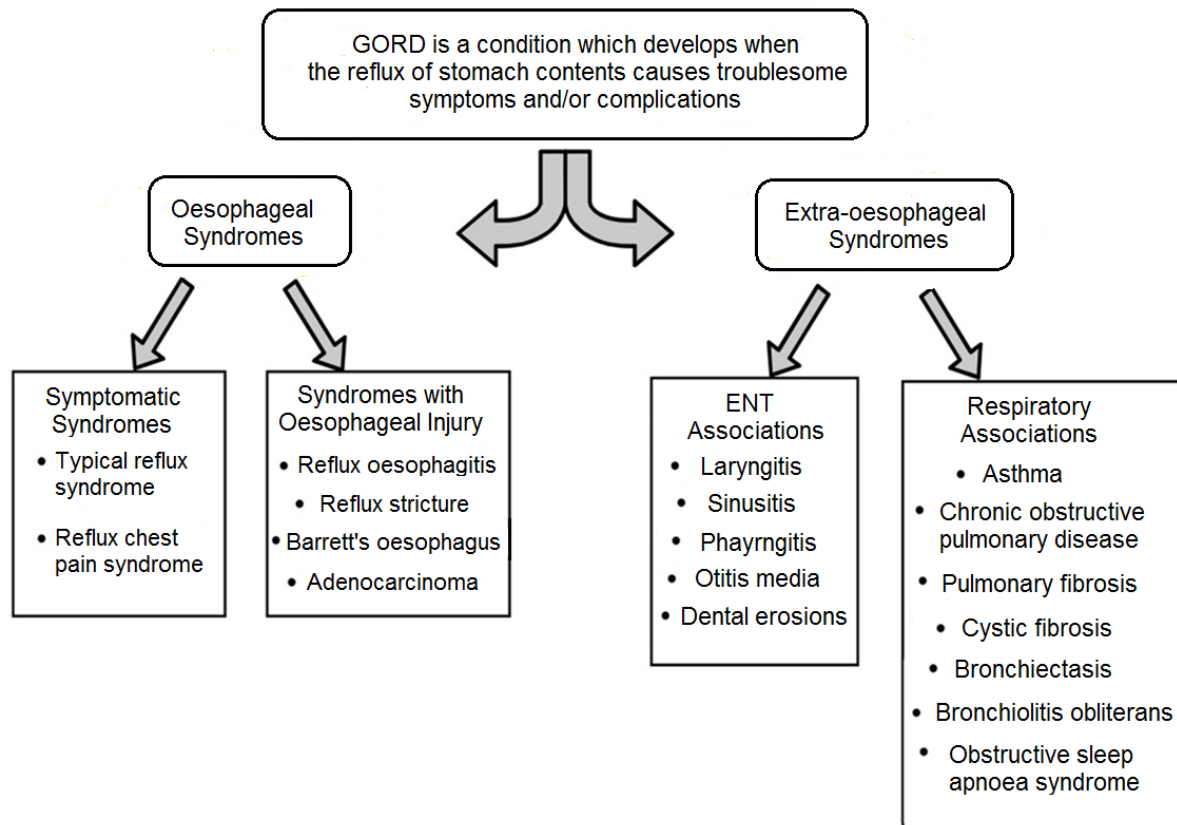 GORD is a condition which develops when
the reflux of stomach contents causes troublesome
symptoms and/or complications
Oesophageal
Syndromes
Extra-oesophageal
Syndromes
Symptomatic
Syndromes
• Typical reflux
syndrome
• Reflux chest
pain syndrome
Syndromes with
Oesophageal Injury
• Reflux oesophagitis
• Reflux stricture
• Barrett's oesophagus
• Adenocarcinoma
ENT
Associations
• Laryngitis
• Sinusitis
• Phayrngitis
• Otitis media
• Dental erosions
Respiratory
Associations
• Asthma
• Chronic obstructive
pulmonary disease
• Pulmonary fibrosis
• Cystic fibrosis
• Bronchiectasis
• Bronchiolitis obliterans
• Obstructive sleep
apnoea syndrome